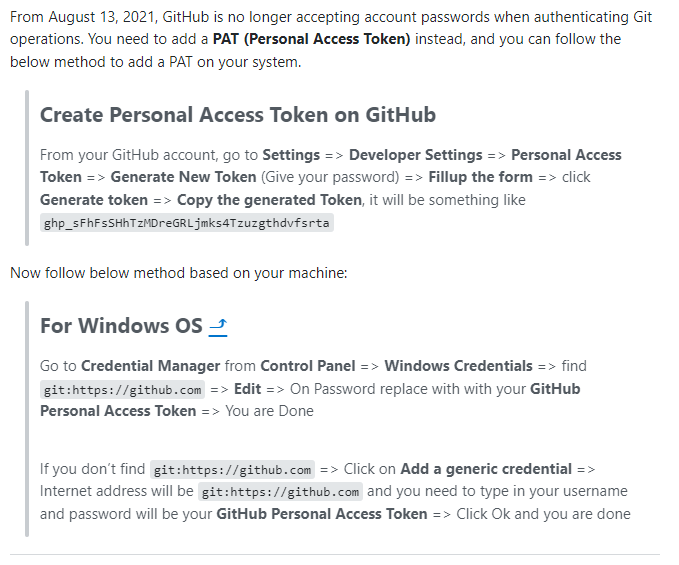 From August 13, 2021, GitHub is no longer accepting account passwords when authenticating Git
operations. You need to add a PAT (Personal Access Token) instead, and you can follow the
below method to add a PAT on your system.
Create Personal Access Token on GitHub
From your GitHub account, go to Settings => Developer Settings => Personal Access
Token => Generate New Token (Give your password) => Fillup the form => click
Generate token => Copy the generated Token, it will be something like
ghp_sFhFsSHhTzMDreGRLjmks4Tzuzgthdvfsrta
Now follow below method based on your machine:
For Windows OS ⤴
Go to Credential Manager from Control Panel => Windows Credentials => find
git:https://github.com => Edit => On Password replace with with your GitHub
Personal Access Token => You are Done
If you don’t find git:https://github.com => Click on Add a generic credential =>
Internet address will be git:https://github.com and you need to type in your username
and password will be your GitHub Personal Access Token => Click Ok and you are done